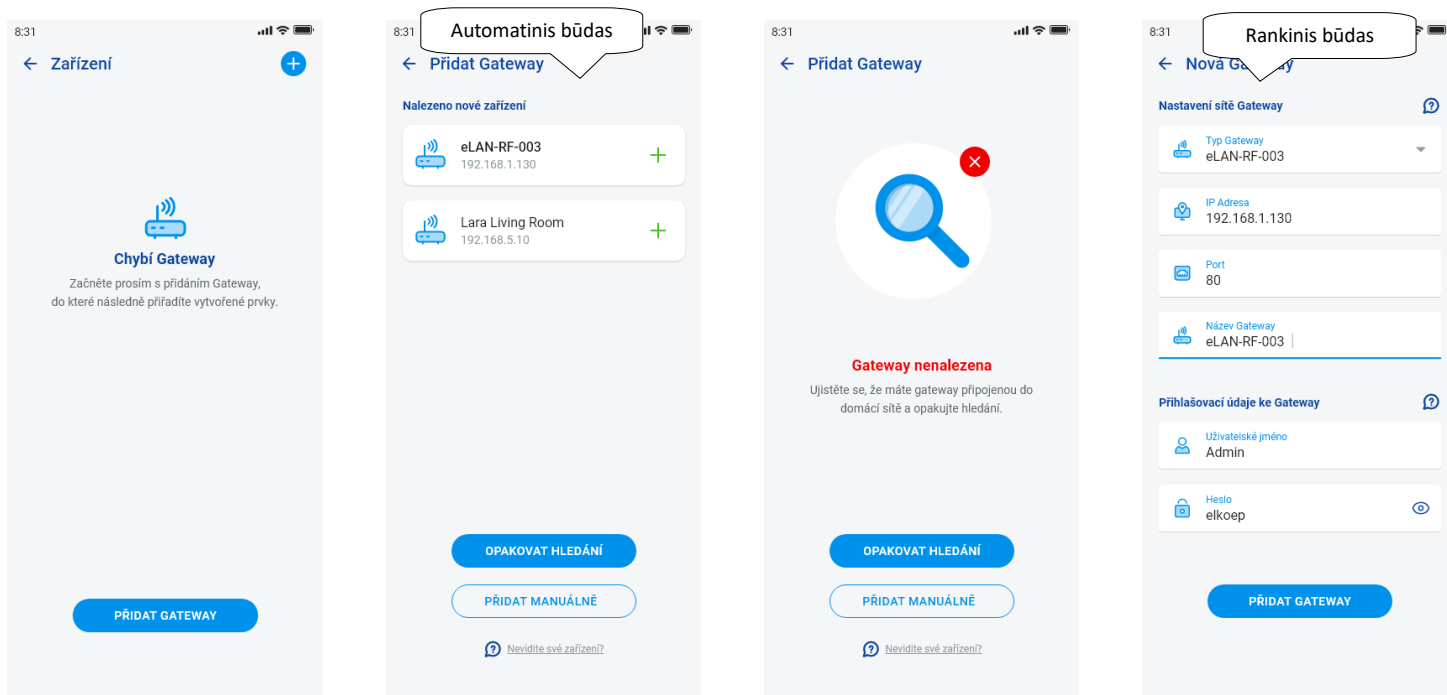 8:31
Zařízení
Chybí Gateway
Začněte prosím s přidáním Gateway,
do které následně přiřadíte vytvořené prvky.
PŘIDAT GATEWAY
Automatinis būdas
8:31
Přidat Gateway
Nalezeno nové zařízení
eLAN-RF-003
192.168.1.130
Lara Living Room
192.168.5.10
OPAKOVAT HLEDÁNÍ
PŘIDAT MANUÁLNĚ
Nevidite své zařízení?
8:31
Přidat Gateway
Gateway nenalezena
Ujistěte se, že máte gateway připojenou do
domácí sítě a opakujte hledání.
OPAKOVAT HLEDÁNÍ
PŘIDAT MANUÁLNĚ
Nevidite své zařízení?
Rankinis būdas
8:31
Nová
Nastavení sítě Gateway
Typ Gateway
eLAN-RF-003
IP Adresa
192.168.1.130
Port
80
Název Gateway
eLAN-RF-003
Přihlašovací údaje ke Gateway
Uživatelské jméno
Admin
Heslo
elkoep
PŘIDAT GATEWAY